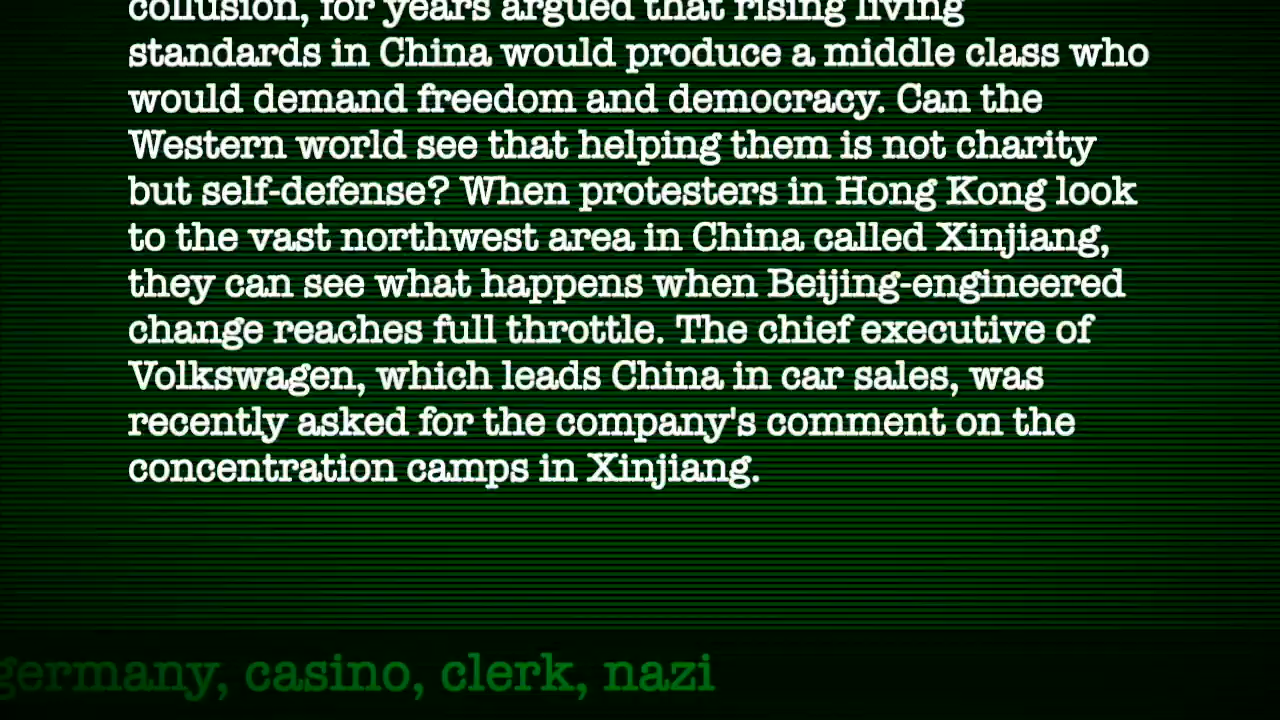 collusion, for years argued that rising living
standards in China would produce a middle class who
would demand freedom and democracy. Can the
Western world see that helping them is not charity
but self-defense? When protesters in Hong Kong look
to the vast northwest area in China called Xinjiang,
they can see what happens when Beijing-engineered
change reaches full throttle. The chief executive of
Volkswagen, which leads China in car sales, was
recently asked for the company's comment on the
concentration camps in Xinjiang.
germany, casino, clerk, nazi